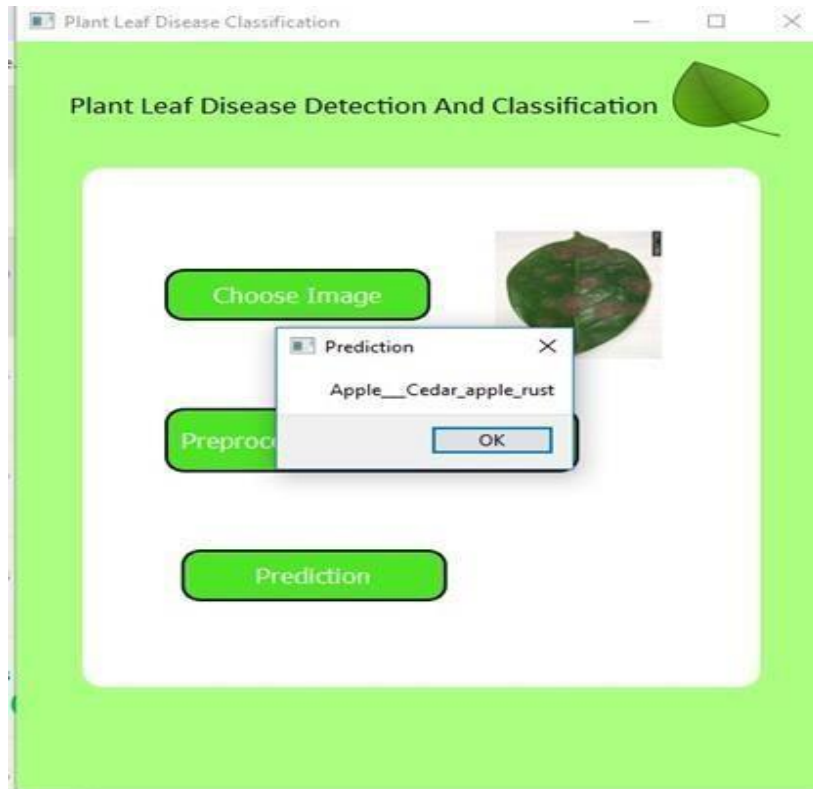 Plant Leaf Disease Classification
Plant Leaf Disease Detection And Classification
Choose Image
Prediction
Apple___Cedar_apple_rust
OK
Preproc
Prediction